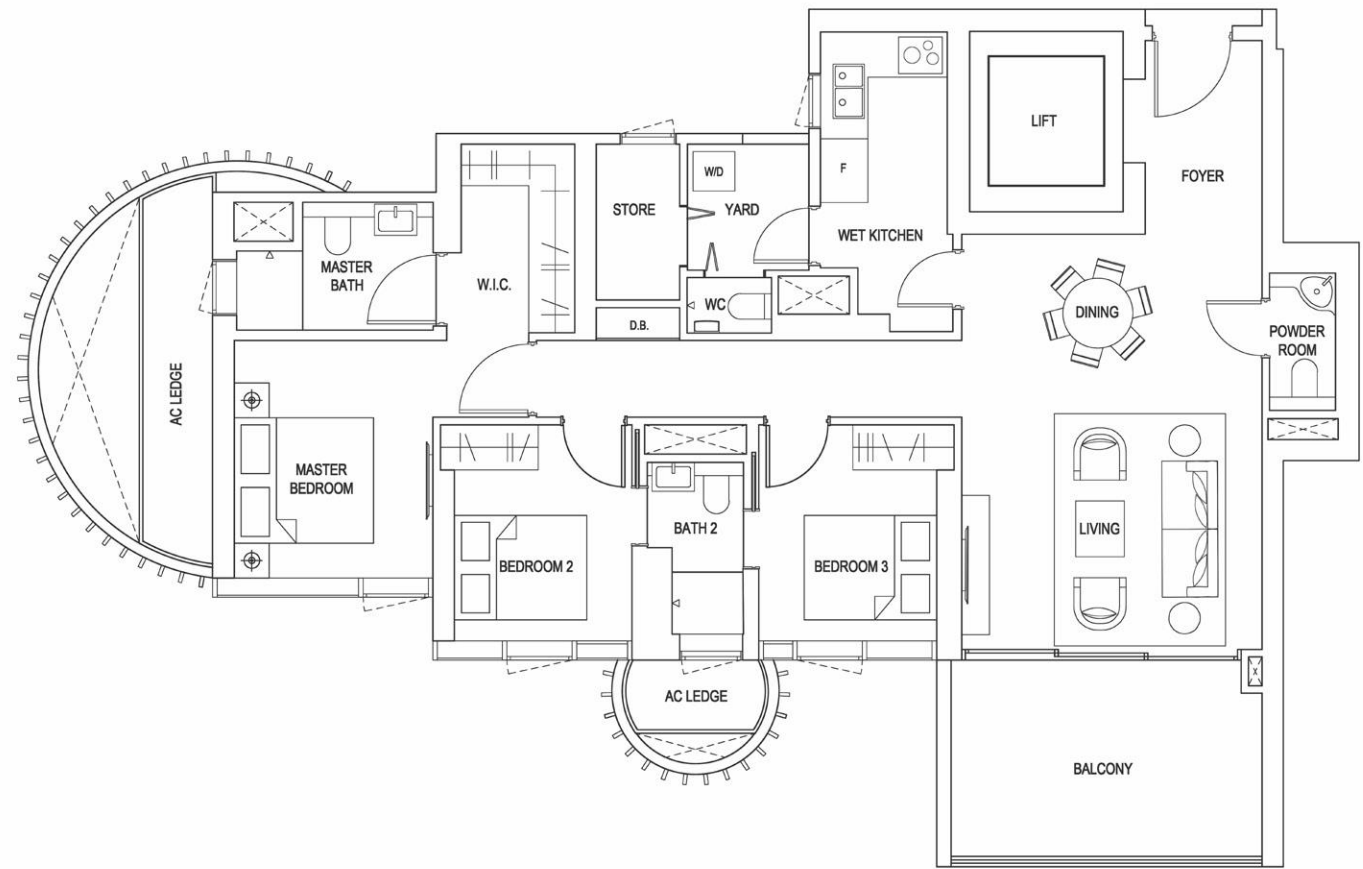 LIFT
F
W/D
FOYER
STORE
YARD
WET KITCHEN
MASTER
BATH
W.I.C.
WC
DINING
D.B.
POWDER
ROOM
AC LEDGE
MASTER
BEDROOM
BATH 2
LIVING
BEDROOM 2
BEDROOM 3
AC LEDGE
BALCONY